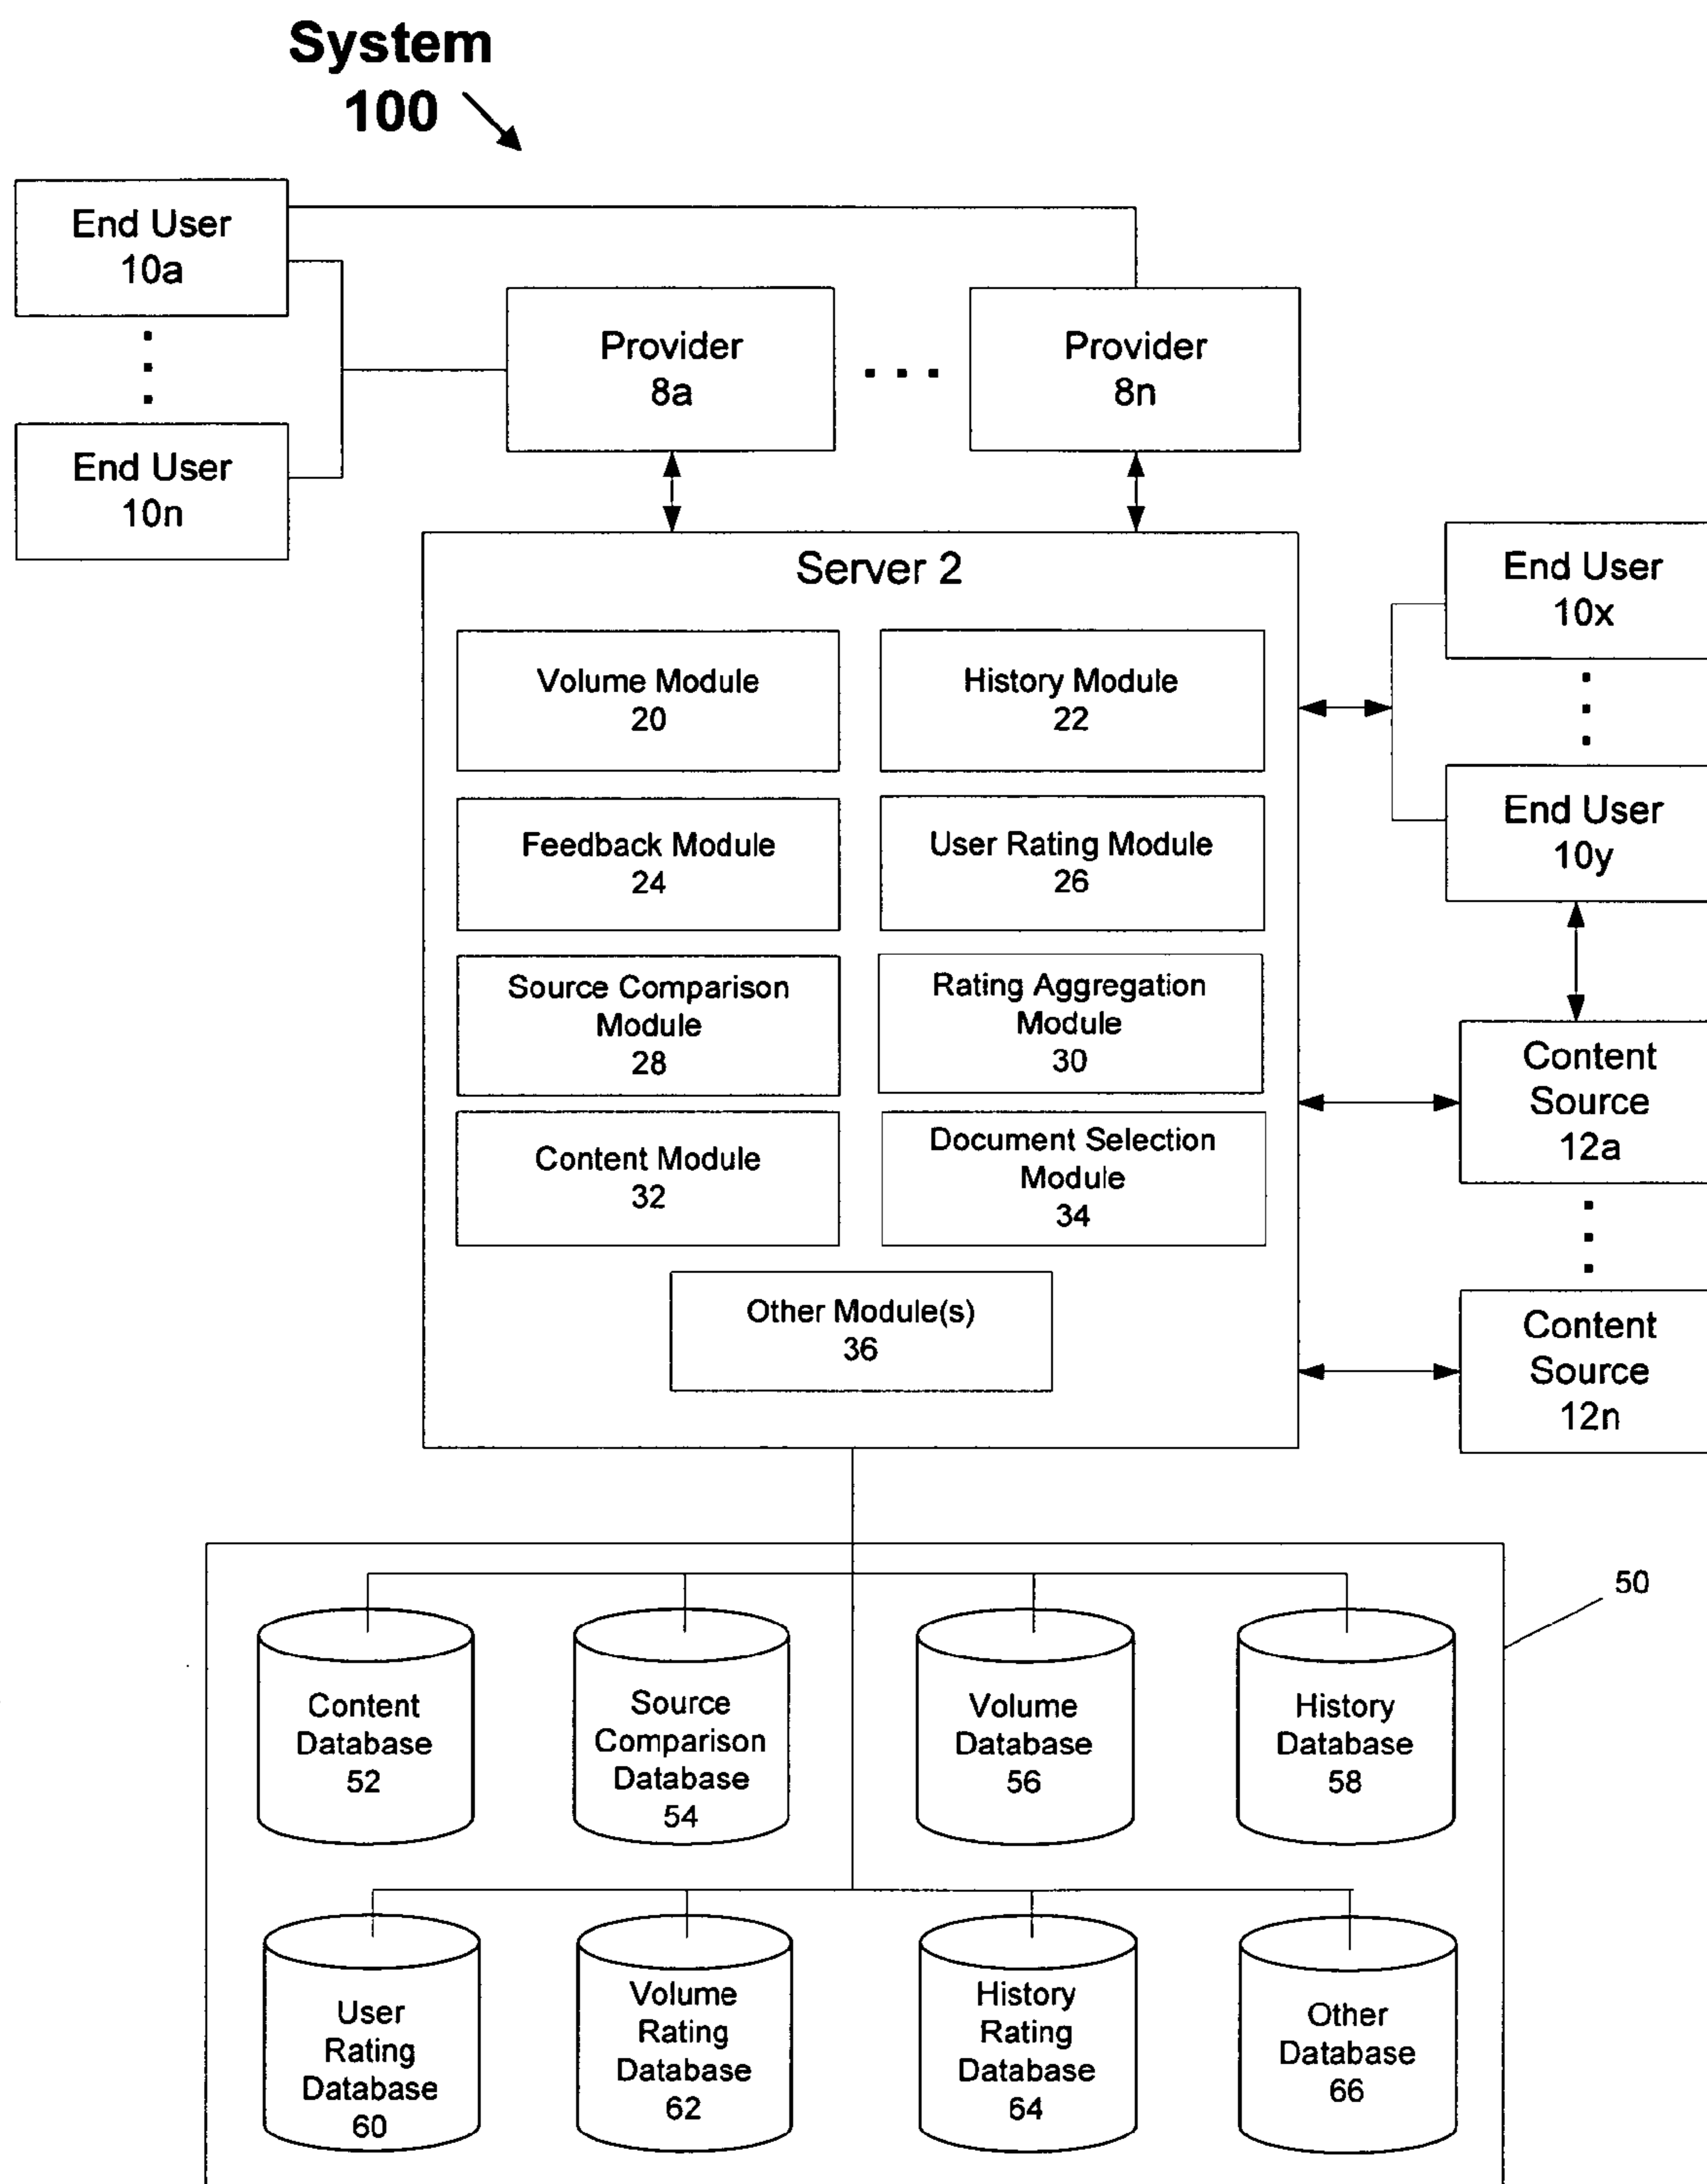 System
100
End User
10a
End User
10n
Provider
8a
. . .
Provider
8n
Server 2
Volume Module
20
History Module
22
Feedback Module
24
User Rating Module
26
Source Comparison
Module
28
Rating Aggregation
Module
30
Content Module
32
Document Selection
Module
34
Other Module(s)
36
End User
10x
End User
10y
Content
Source
12a
Content
Source
12n
50
Content
Database
52
Source
Comparison
Database
54
Volume
Database
56
History
Database
58
User
Rating
Database
60
Volume
Rating
Database
62
History
Rating
Database
64
Other
Database
66